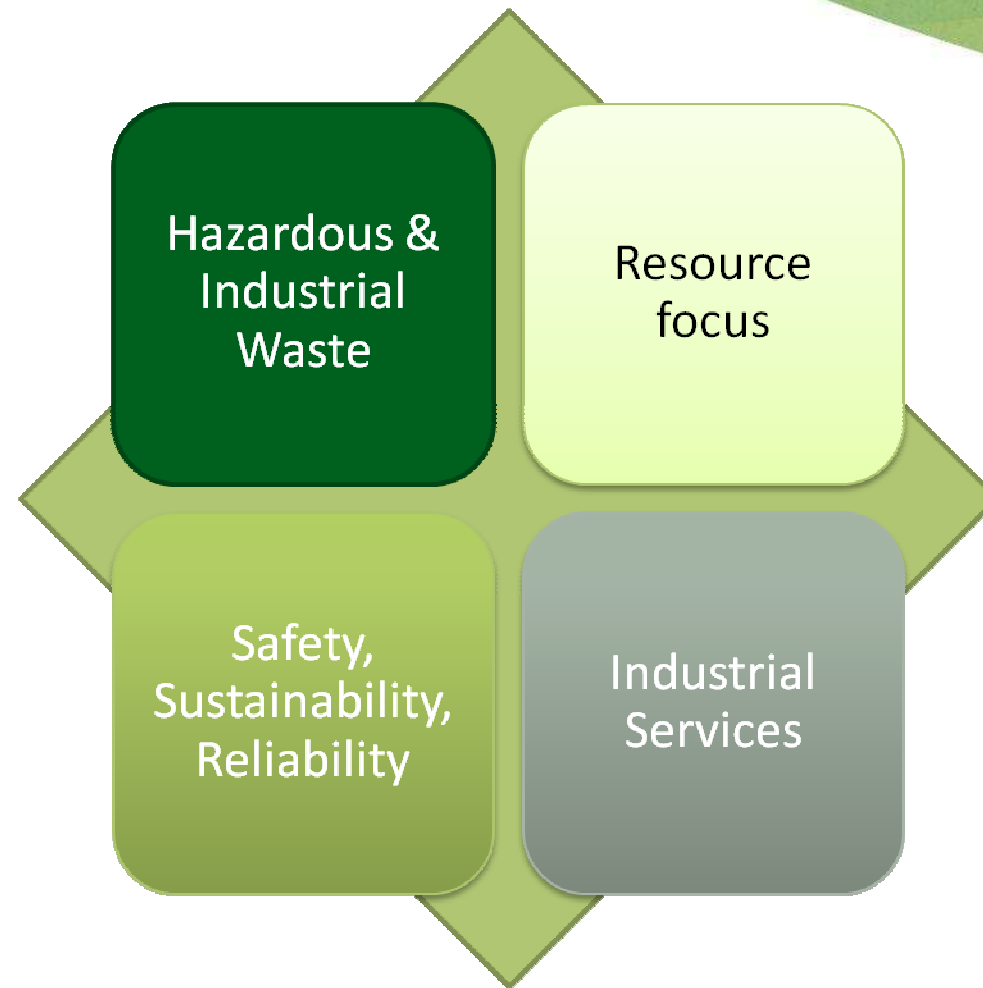 Hazardous &
Industrial
Waste
Resource
focus
Safety,
Sustainability,
Reliability
Industrial
Services